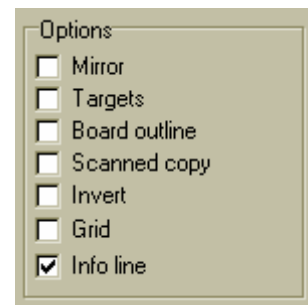 Options
Mirror
Targets
Board outline
Scanned copy
Invert
Grid
Info line